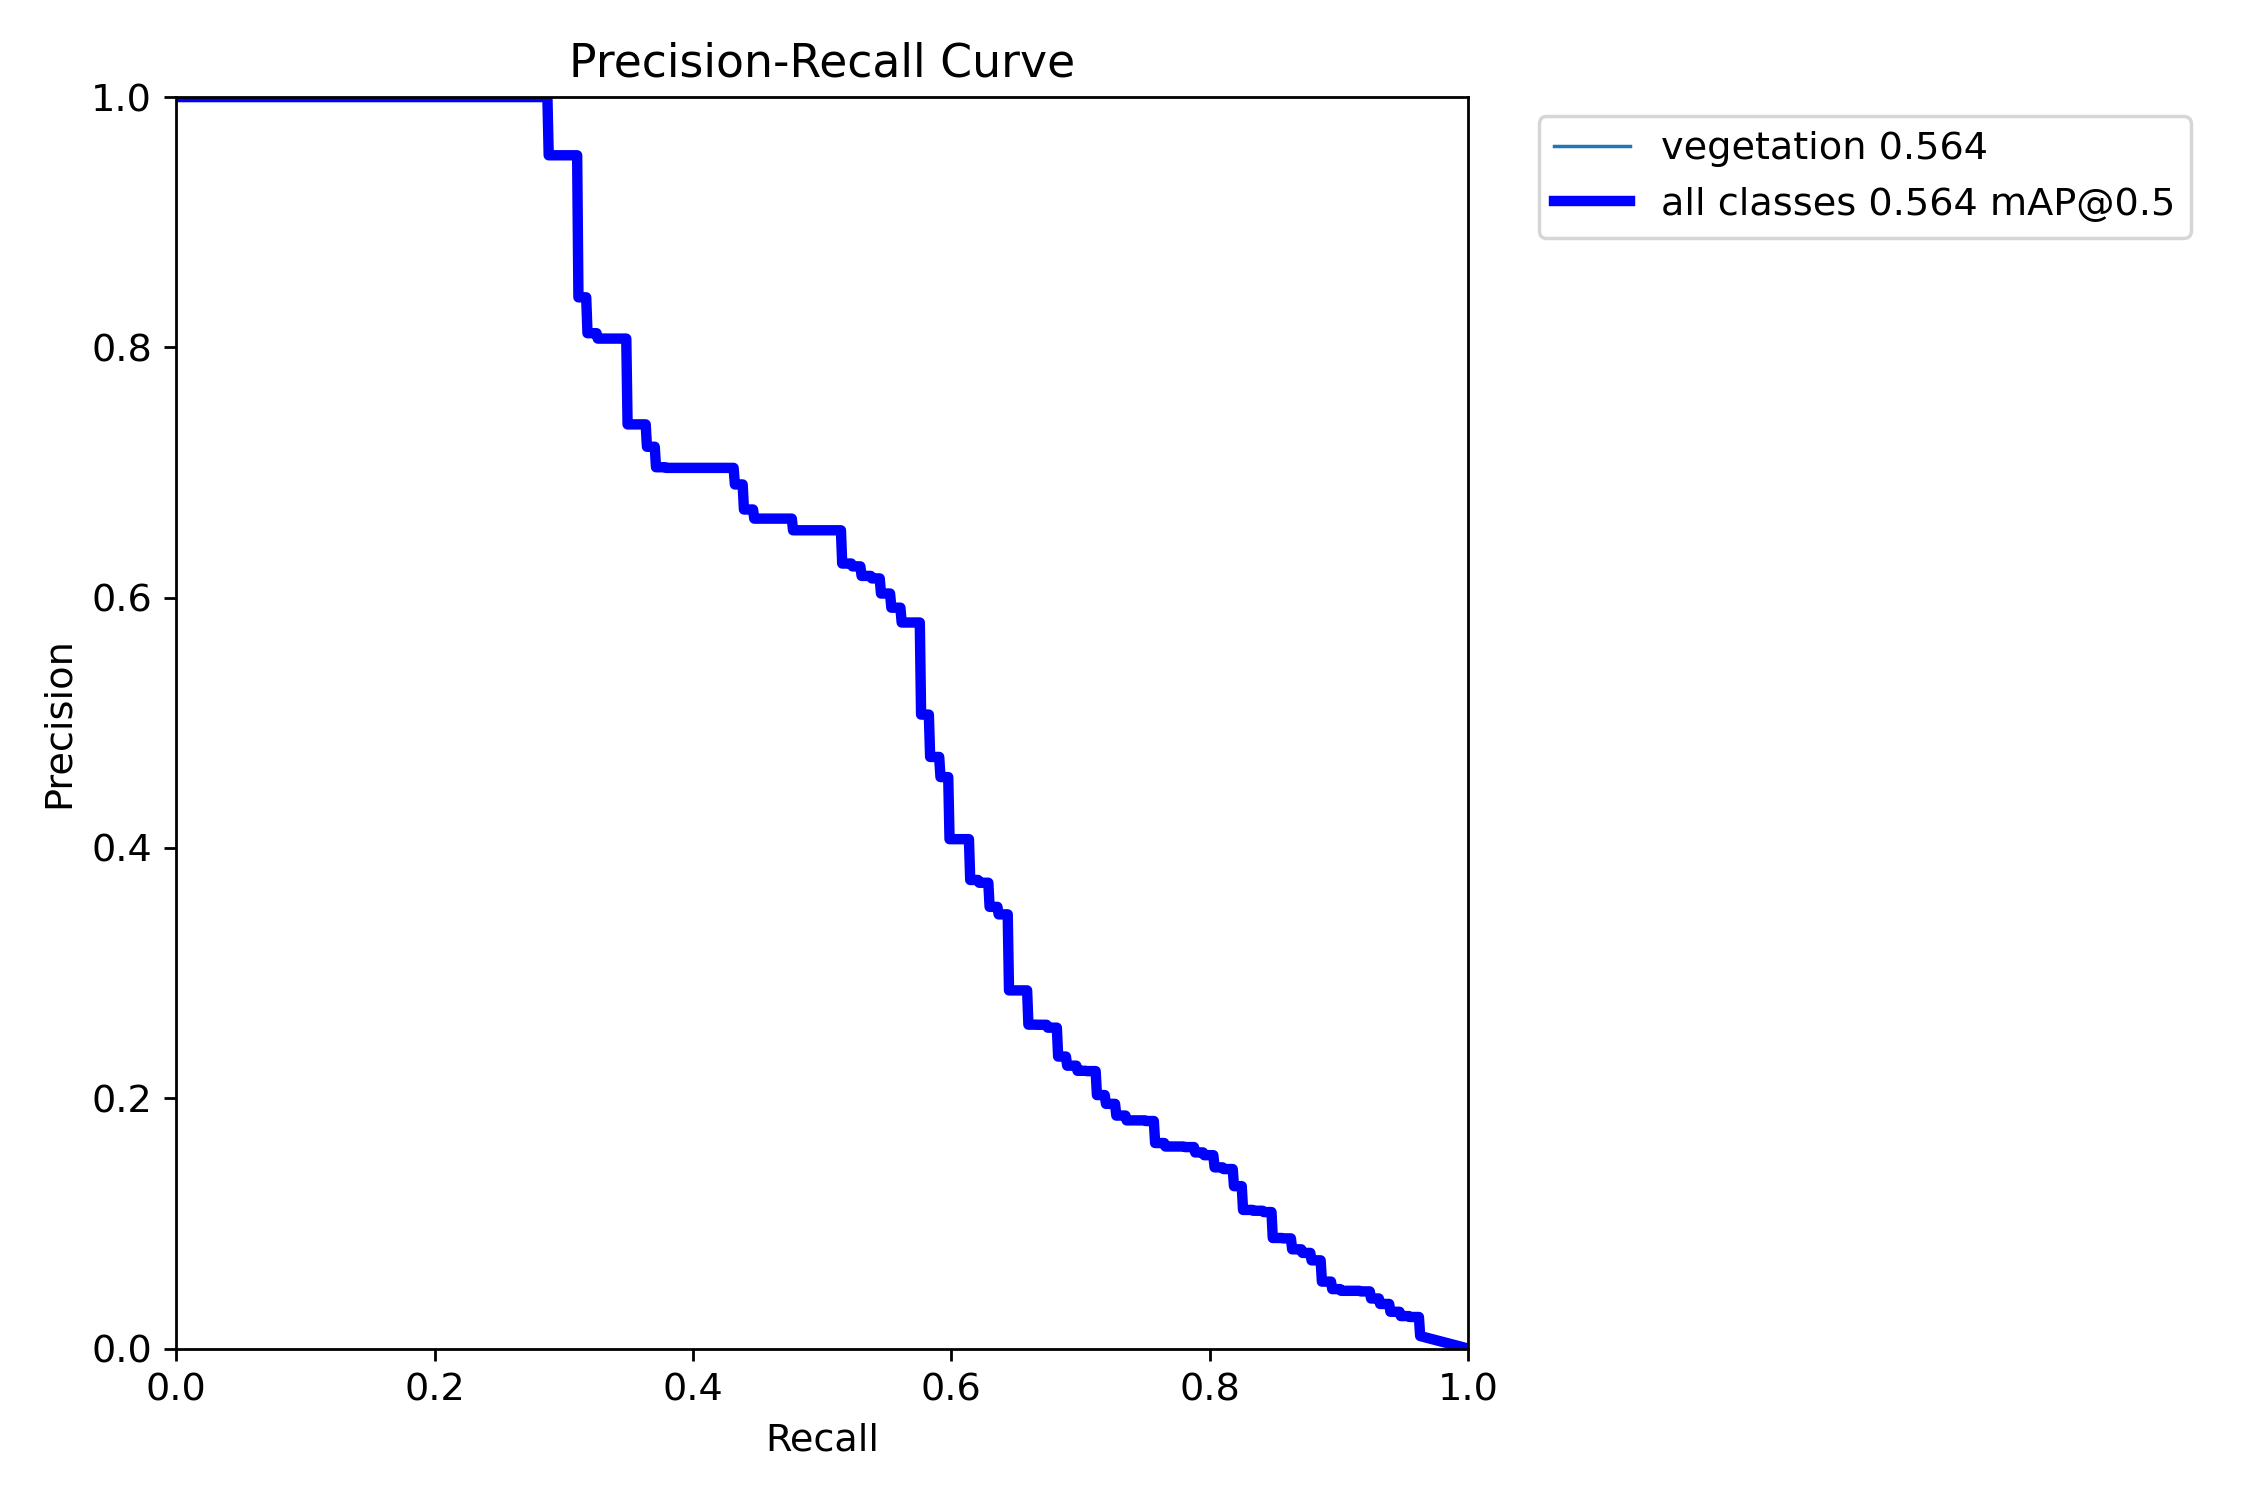 Precision-Recall Curve
vegetation 0.564
all classes 0.564 mAP@0.5
Precision
1.0
0.8
0.6
0.4
0.2
0.0
0.0 0.2 0.4 0.6 0.8 1.0
Recall